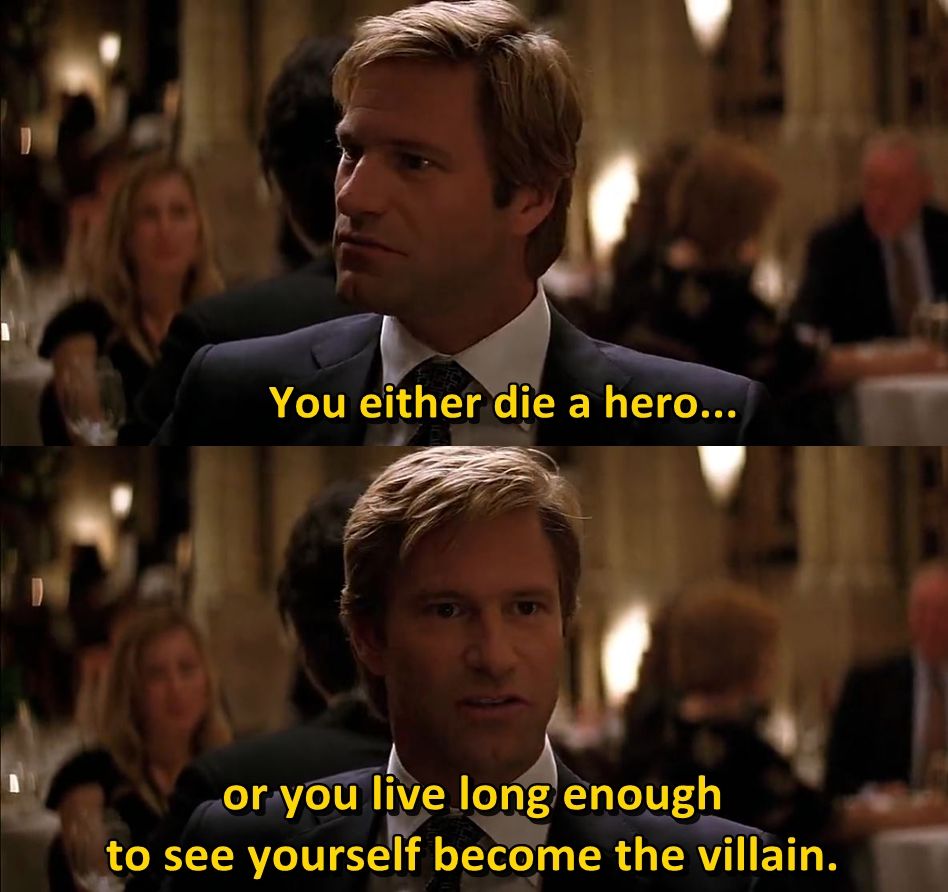 You either die a hero...
or you live long enough
to see yourself become the villain.